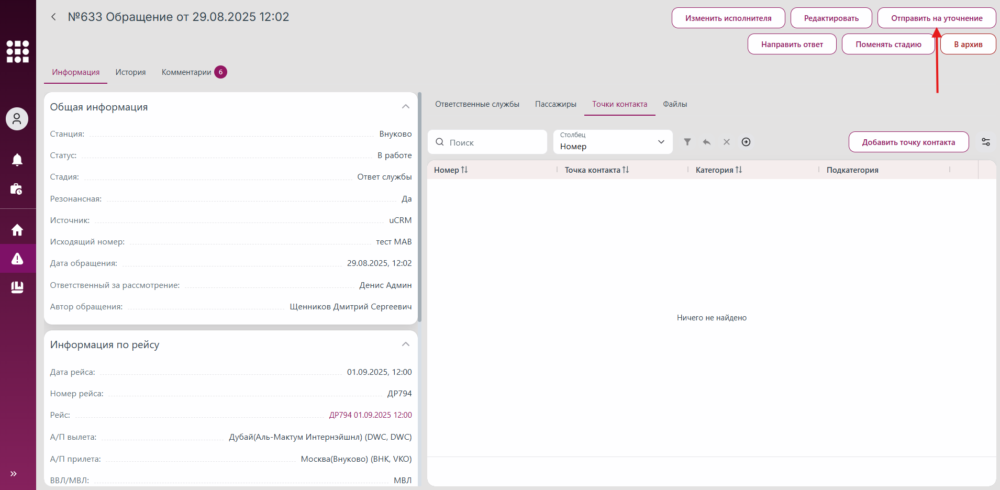 №633 Обращение от 29.08.2025 12:02
Изменить исполнителя
Редактировать
Отправить на уточнение
Направить ответ
Поменять стадию
В архив
Информация
История
Комментарии 6
Общая информация
Станция: Внуково
Статус: В работе
Стадия: Ответ службы
Резонансная: Да
Источник: uCRM
Исходящий номер: тест МАВ
Дата обращения: 29.08.2025, 12:02
Ответственный за рассмотрение: Денис Админ
Автор обращения: Щенников Дмитрий Сергеевич
Информация по рейсу
Дата рейса: 01.09.2025, 12:00
Номер рейса: ДР794
Рейс: ДР794 01.09.2025 12:00
А/П вылета: Дубай(Аль-Мактум Интернэйшнл) (DWC, DWC)
А/П прилета: Москва(Внуково) (ВНК, VKO)
ВВЛ/МВЛ: МВЛ
Ответственные службы
Пассажиры
Точки контакта
Файлы
Поиск
Столбец
Номер
Добавить точку контакта
Номер
Точка контакта
Категория
Подкатегория
Ничего не найдено